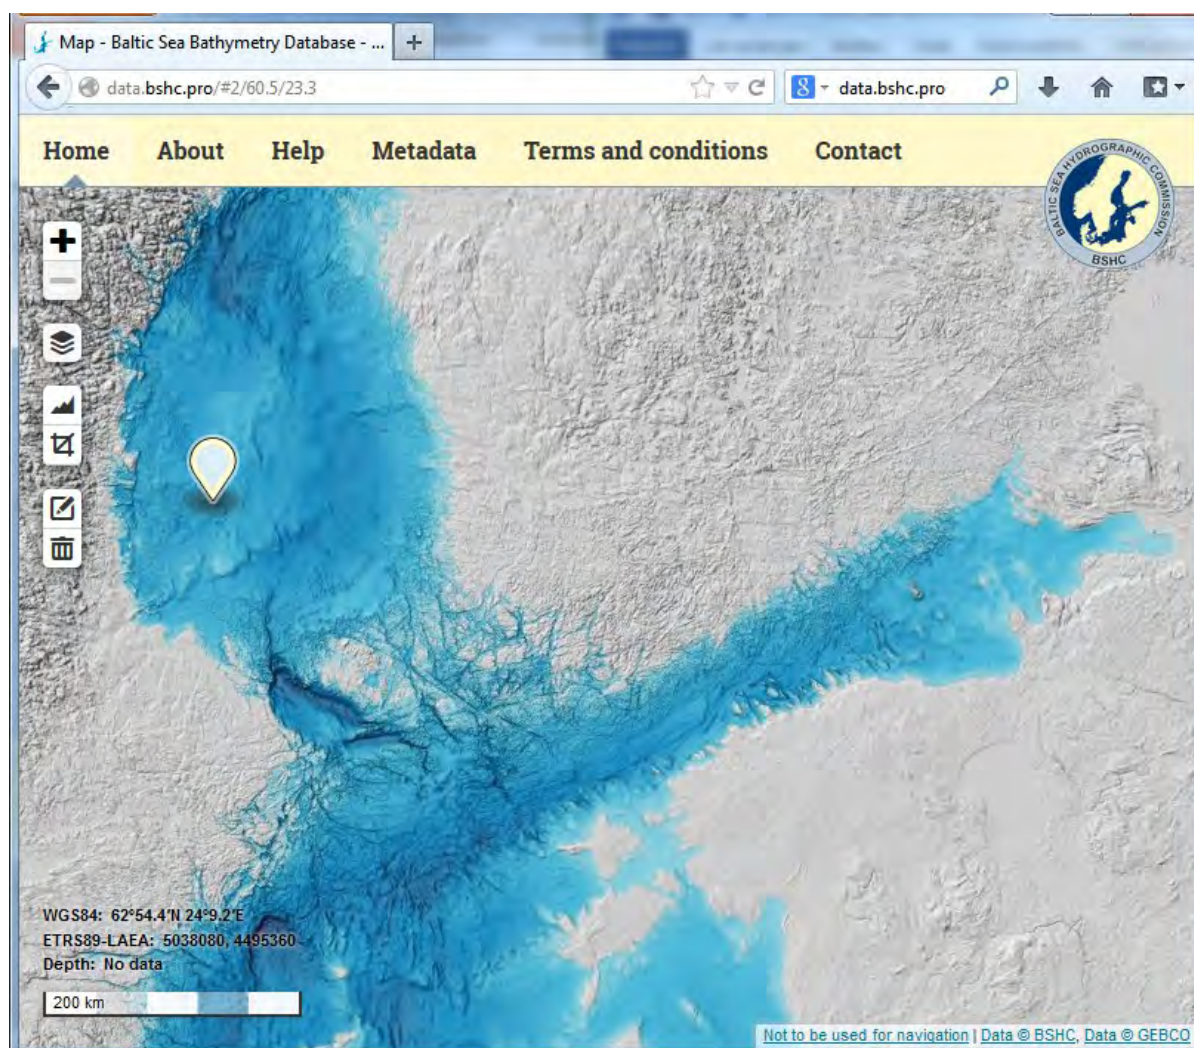 Map - Baltic Sea Bathymetry Database - ...
data.bshc.pro/#2/60.5/23.3
8 data.bshc.pro
Home About Help Metadata Terms and conditions Contact
BALTIC SEA HYDROGRAPHIC COMMISSION
BSHC
WGS84: 62°54.4'N 24°9.2'E
ETRS89-LAEA: 5038080, 4495360
Depth: No data
200 km
Not to be used for navigation | Data © BSHC, Data © GEBCO